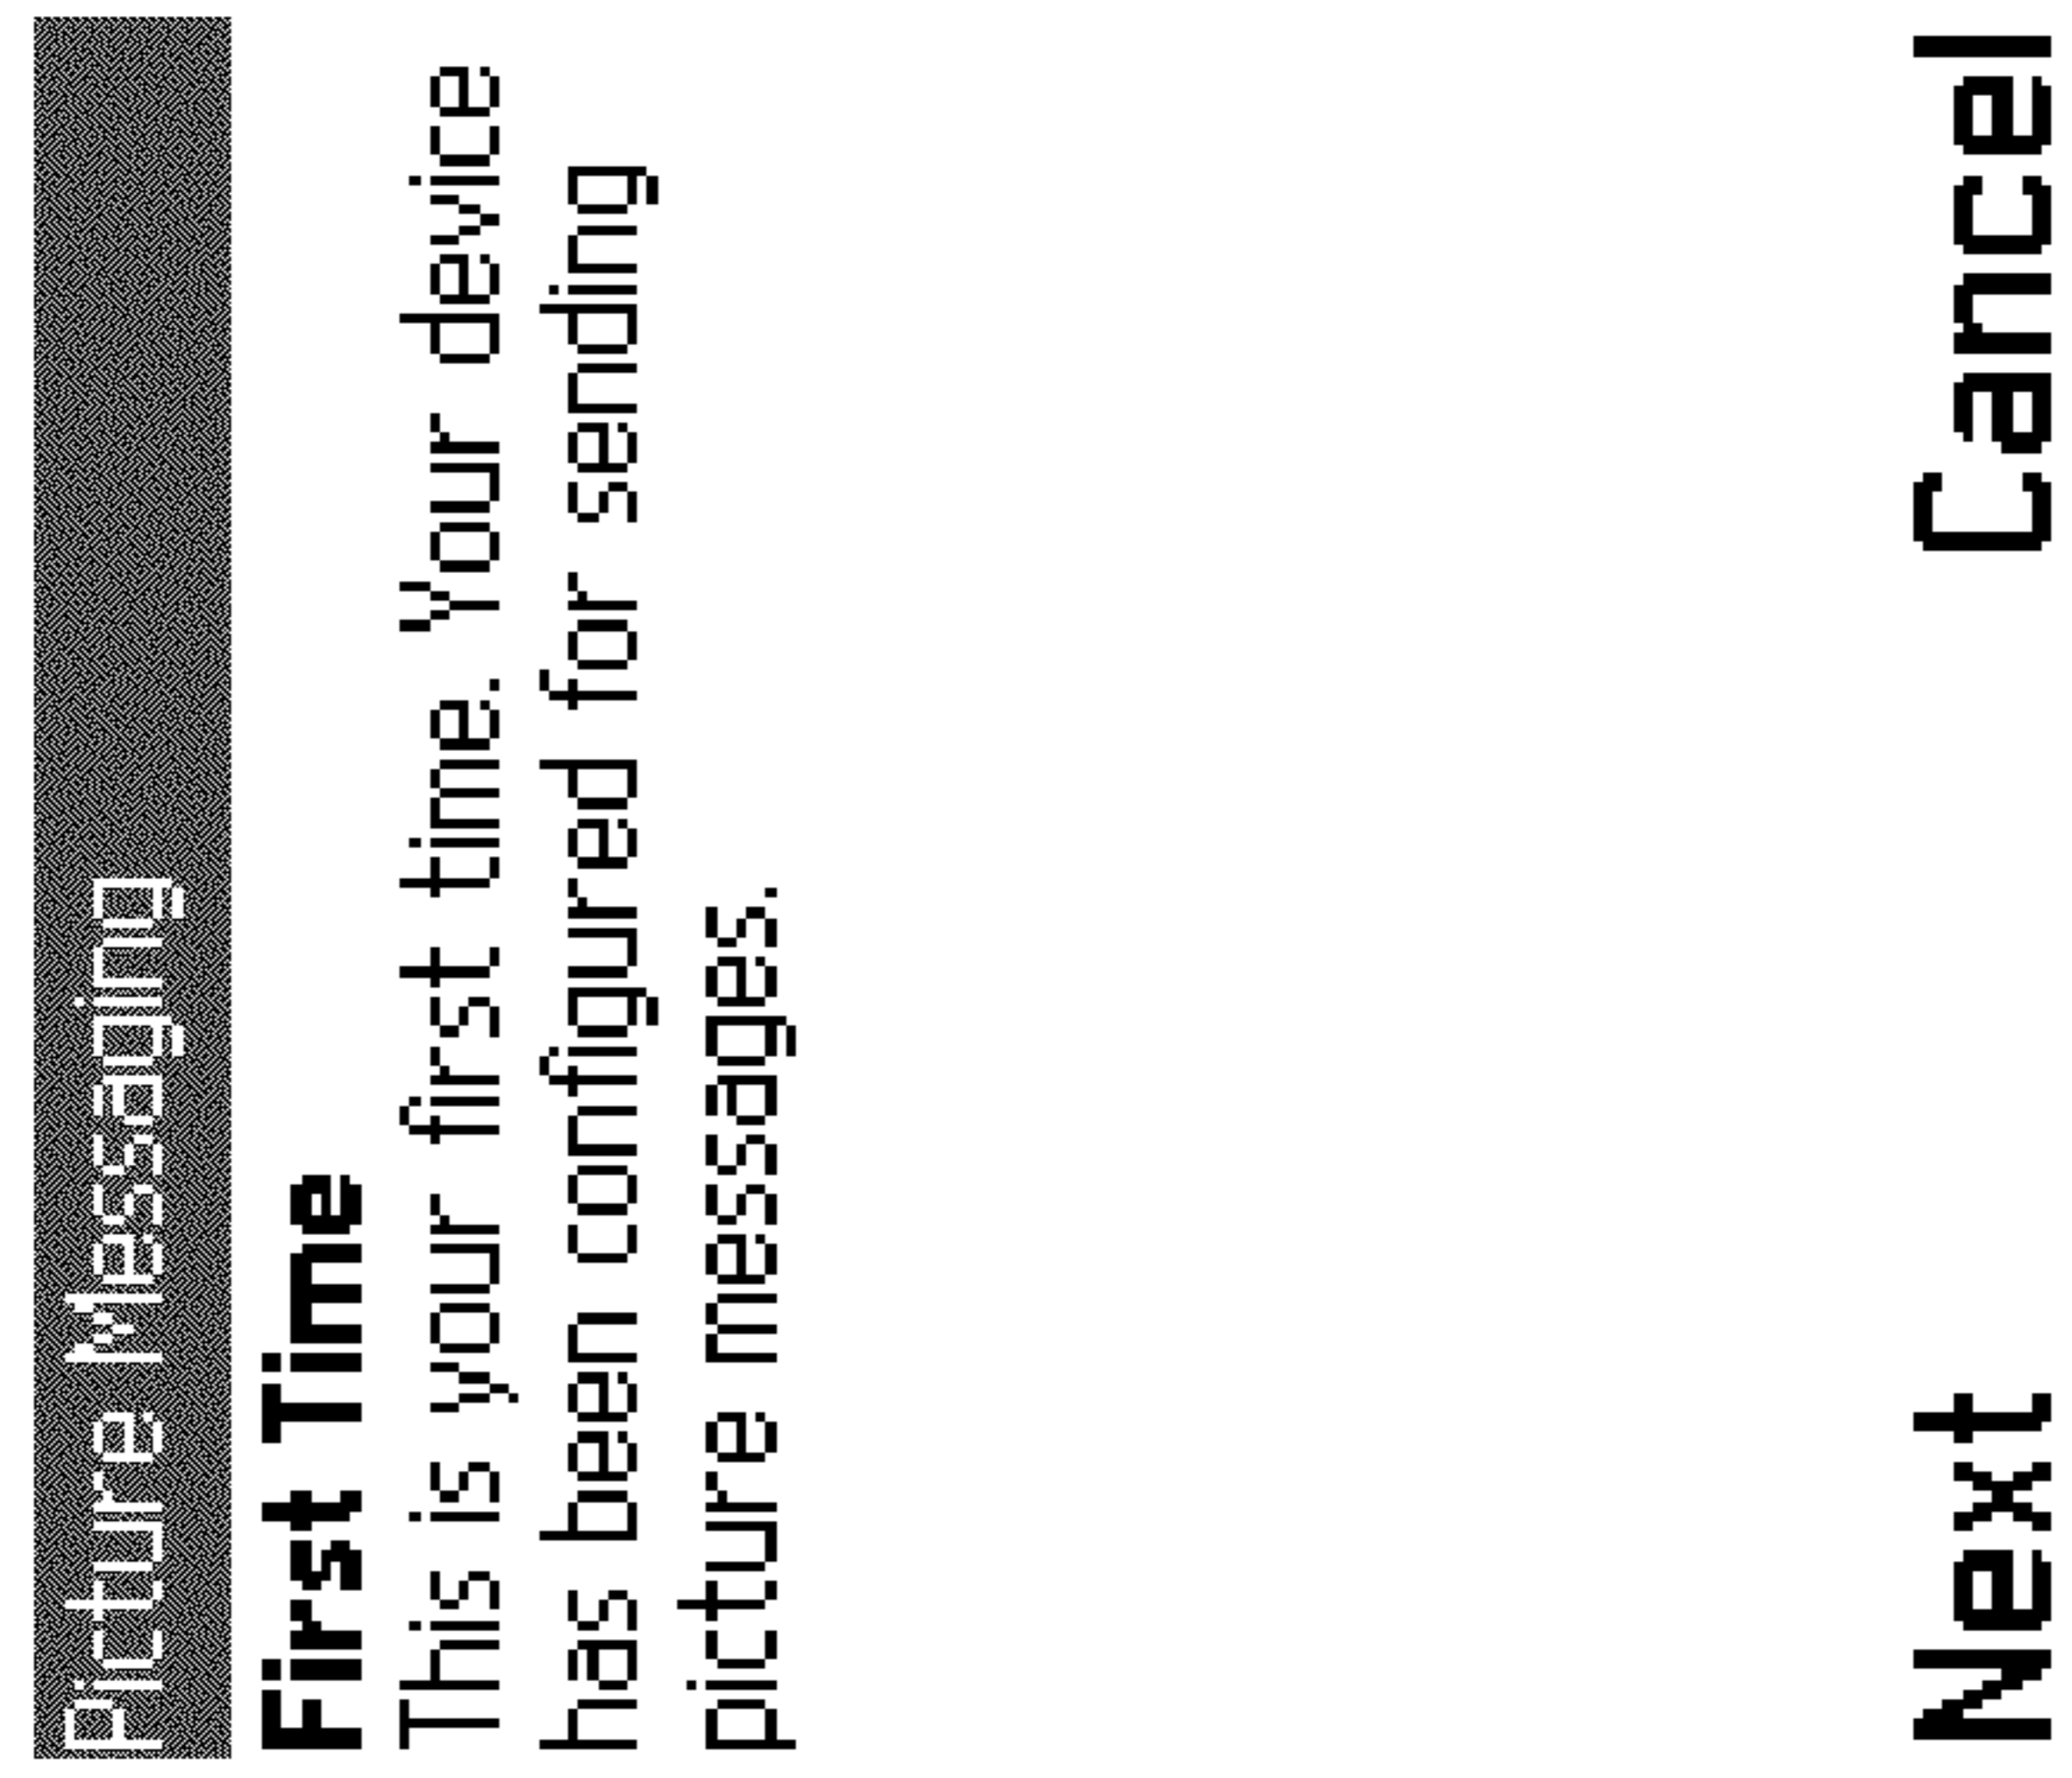 Picture Messaging
First Time
This is your first time. Your device
has been configured for sending
picture messages.
Next Cancel